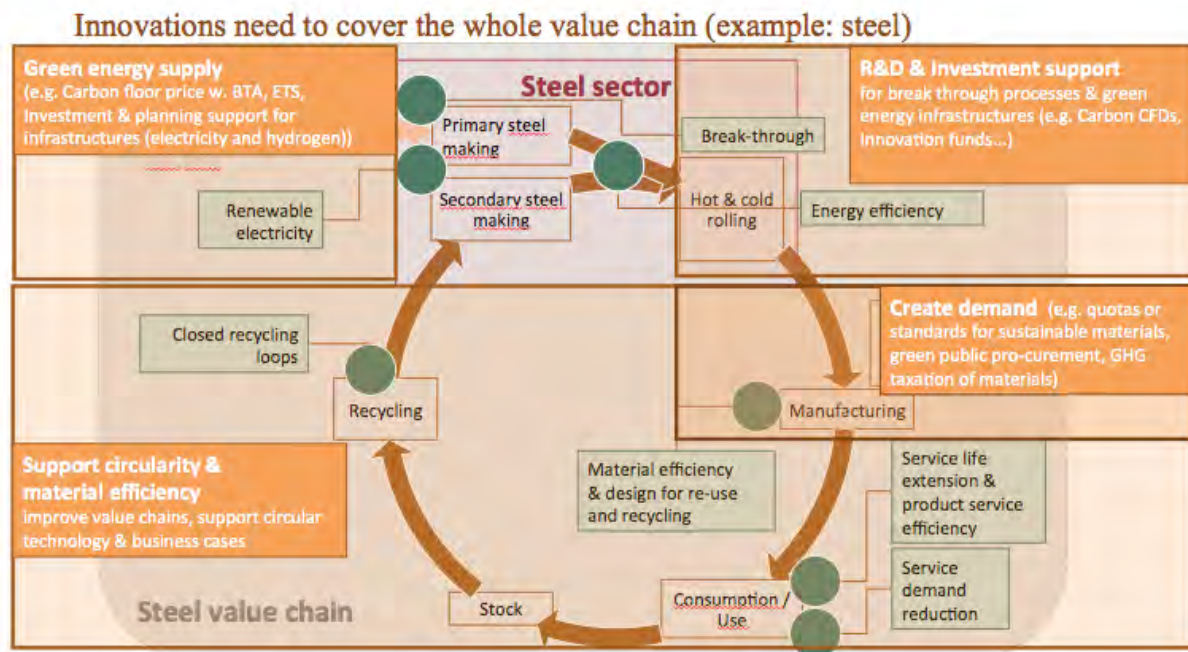 Innovations need to cover the whole value chain (example: steel)
Green energy supply
(e.g. Carbon floor price w. BTA, ETS,
Investment & planning support for
infrastructures (electricity and hydrogen))
Steel sector
R&D & Investment support
for break through processes & green
energy infrastructures (e.g. Carbon CFDs,
Innovation funds...)
Primary steel
making
Break-through
Secondary steel
making
Hot & cold
rolling
Energy efficiency
Renewable
electricity
Closed recycling
loops
Create demand (e.g. quotas or
standards for sustainable materials,
green public pro-curement, GHG
taxation of materials)
Recycling
Manufacturing
Support circularity &
material efficiency
improve value chains, support circular
technology & business cases
Material efficiency
& design for re-use
and recycling
Service life
extension &
product service
efficiency
Service
demand
reduction
Steel value chain
Stock
Consumption /
Use